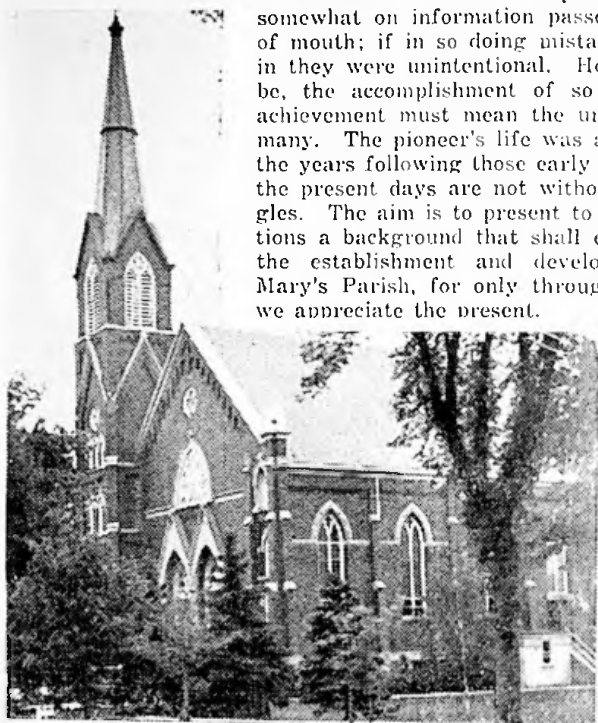 somewhat on information passe
of mouth; if in so doing mista
in they were unintentional. He
be, the accomplishment of so
achievement must mean the un
many. The pioneer's life was a
the years following those early
the present days are not witho
gles. The aim is to present to
tions a background that shall e
the establishment and develo
Mary's Parish, for only throug
we appreciate the present.